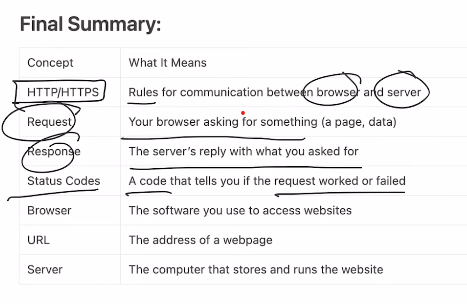 Final Summary:
Concept What It Means
HTTP/HTTPS Rules for communication between browser and server
Request Your browser asking for something (a page, data)
Response The server's reply with what you asked for
Status Codes A code that tells you if the request worked or failed
Browser The software you use to access websites
URL The address of a webpage
Server The computer that stores and runs the website